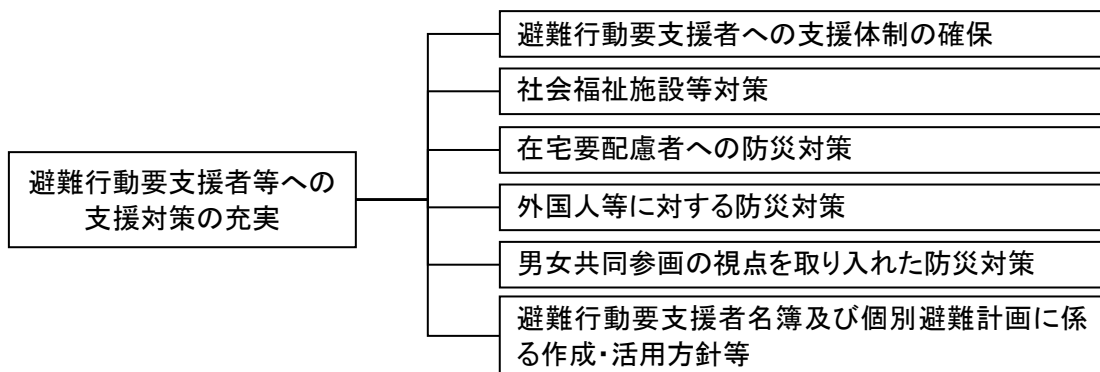 避難行動要支援者等への
支援対策の充実
避難行動要支援者への支援体制の確保
社会福祉施設等対策
在宅要配慮者への防災対策
外国人等に対する防災対策
男女共同参画の視点を取り入れた防災対策
避難行動要支援者名簿及び個別避難計画に係
る作成・活用方針等